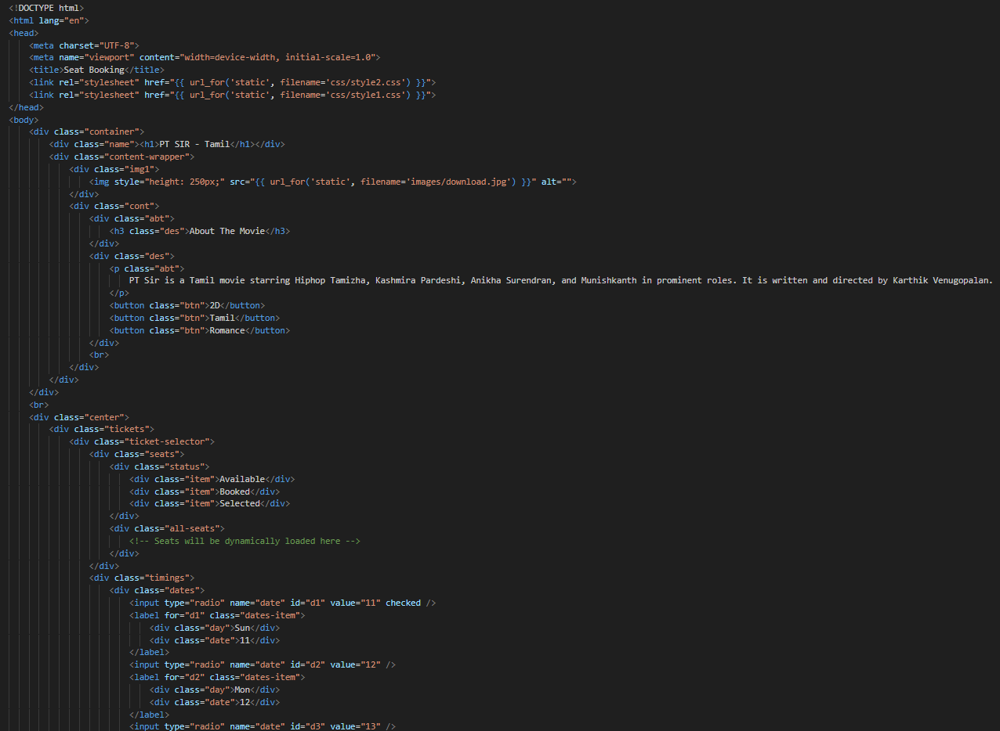 <!DOCTYPE html>
<html lang="en">
<head>
<meta charset="UTF-8">
<meta name="viewport" content="width=device-width, initial-scale=1.0">
<title>Seat Booking</title>
<link rel="stylesheet" href="{{ url_for('static', filename='css/style2.css') }}">
<link rel="stylesheet" href="{{ url_for('static', filename='css/style1.css') }}">
</head>
<body>
<div class="container">
<div class="name"><h1>PT SIR - Tamil</h1></div>
<div class="content-wrapper">
<div class="img1">
<img style="height: 250px;" src="{{ url_for('static', filename='images/download.jpg') }}" alt="">
</div>
<div class="cont">
<div class="abt">
<h3 class="des">About The Movie</h3>
</div>
<div class="des">
<p class="abt">
PT Sir is a Tamil movie starring Hiphop Tamizha, Kashmira Pardeshi, Anikha Surendran, and Munishkanth in prominent roles. It is written and directed by Karthik Venugopalan.
</p>
<button class="btn">2D</button>
<button class="btn">Tamil</button>
<button class="btn">Romance</button>
</div>
<br>
</div>
</div>
</div>
<br>
<div class="center">
<div class="tickets">
<div class="ticket-selector">
<div class="seats">
<div class="status">
<div class="item">Available</div>
<div class="item">Booked</div>
<div class="item">Selected</div>
</div>
<div class="all-seats">
<!-- Seats will be dynamically loaded here -->
</div>
</div>
<div class="timings">
<div class="dates">
<input type="radio" name="date" id="d1" value="11" checked />
<label for="d1" class="dates-item">
<div class="day">Sun</div>
<div class="date">11</div>
</label>
<input type="radio" name="date" id="d2" value="12" />
<label for="d2" class="dates-item">
<div class="day">Mon</div>
<div class="date">12</div>
</label>
<input type="radio" name="date" id="d3" value="13" />